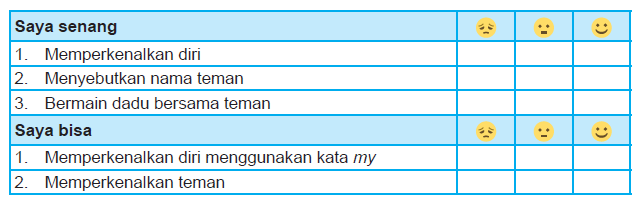 Saya senang
1. Memperkenalkan diri
2. Menyebutkan nama teman
3. Bermain dadu bersama teman
Saya bisa
1. Memperkenalkan diri menggunakan kata my
2. Memperkenalkan teman